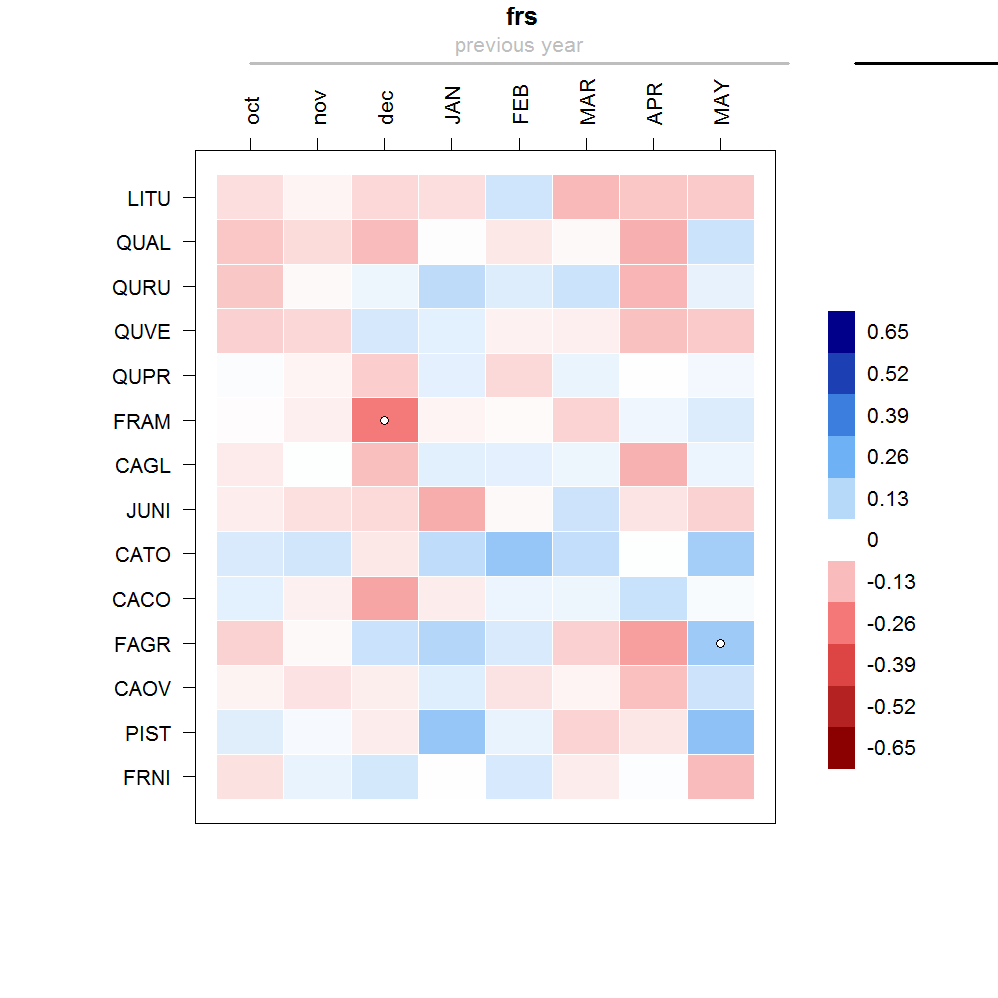 frs
previous year
oct nov dec JAN FEB MAR APR MAY
LITU
QUAL
QURU
QUVE
QUPR
FRAM
CAGL
JUNI
CATO
CACO
FAGR
CAOV
PIST
FRNI
0.65
0.52
0.39
0.26
0.13
0
-0.13
-0.26
-0.39
-0.52
-0.65